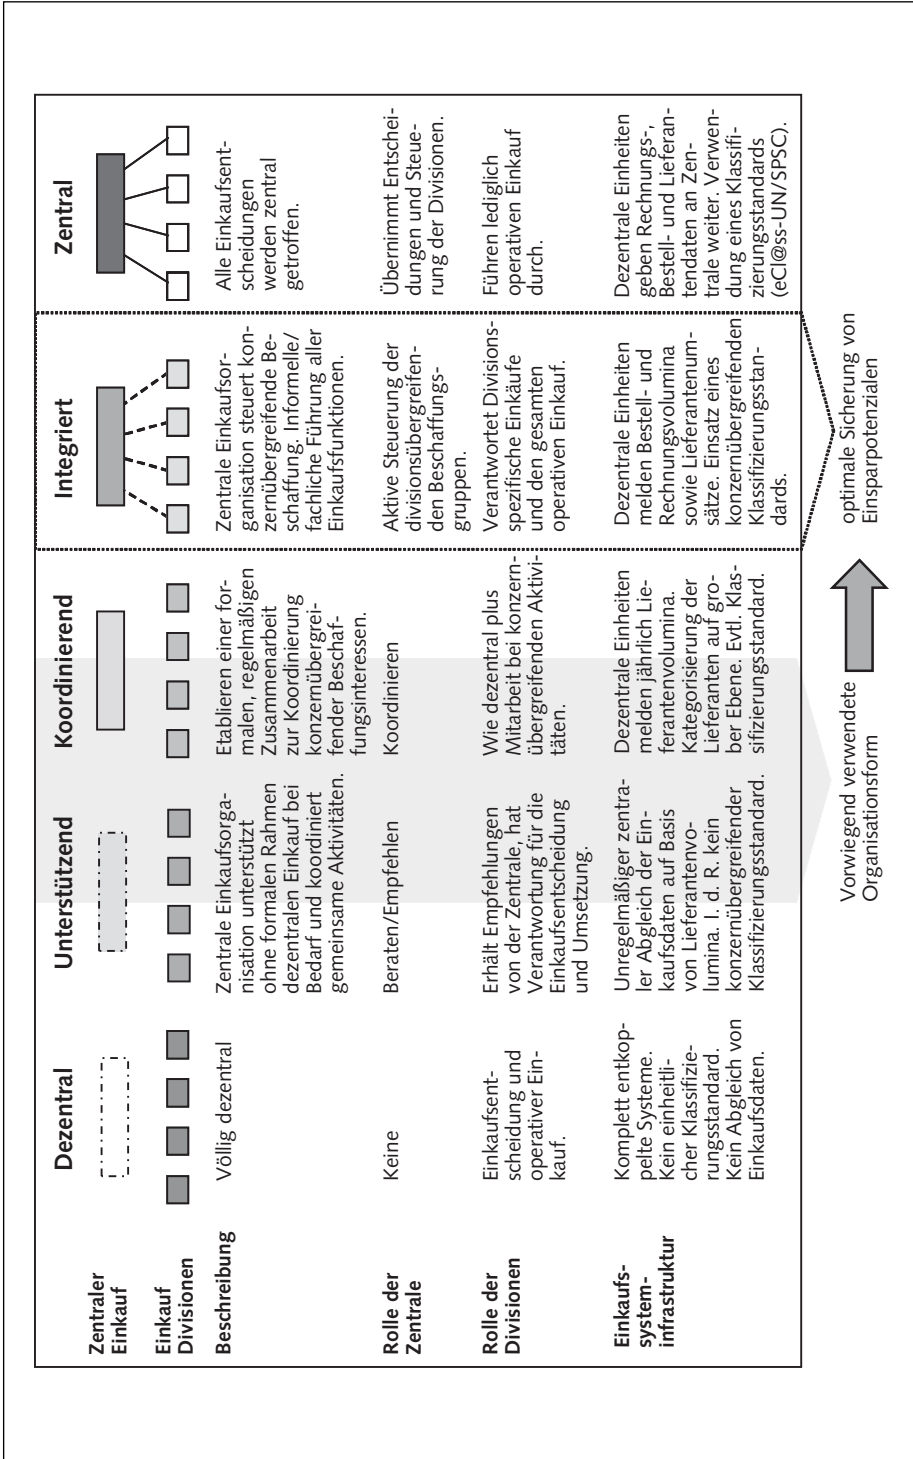 Dezentral
Unterstützend
Koordinierend
Integriert
Zentral
Zentraler
Einkauf
Einkauf
Divisionen
Beschreibung
Völlig dezentral
Zentrale Einkaufsorga-
nisation unterstützt
ohne formalen Rahmen
dezentralen Einkauf bei
Bedarf und koordiniert
gemeinsame Aktivitäten.
Etablieren einer for-
malen, regelmäßigen
Zusammenarbeit
zur Koordinierung
konzernübergrei-
fender Beschaf-
fungsinteressen.
Zentrale Einkaufsor-
ganisation steuert kon-
zernübergreifende Be-
schaffung. Informelle/
fachliche Führung aller
Einkaufsfunktionen.
Alle Einkaufsent-
scheidungen
werden zentral
getroffen.
Rolle der
Zentrale
Keine
Beraten/Empfehlen
Koordinieren
Aktive Steuerung der
divisionsübergreifen-
den Beschaffungs-
gruppen.
Übernimmt Entschei-
dungen und Steue-
rung der Divisionen.
Rolle der
Divisionen
Einkaufsent-
scheidung und
operativer Ein-
kauf.
Erhält Empfehlungen
von der Zentrale, hat
Verantwortung für die
Einkaufsentscheidung
und Umsetzung.
Wie dezentral plus
Mitarbeit bei konzern-
übergreifenden Aktivi-
täten.
Verantwortet Divisions-
spezifische Einkäufe
und den gesamten
operativen Einkauf.
Führen lediglich
operativen Einkauf
durch.
Einkaufs-
system-
infrastruktur
Komplett entkop-
pelte Systeme.
Kein einheitli-
cher Klassifizie-
rungsstandard.
Kein Abgleich von
Einkaufsdaten.
Unregelmäßiger zentra-
ler Abgleich der Ein-
kaufsdaten auf Basis
von Lieferantenvo-
lumina. I. d. R. kein
konzernübergreifender
Klassifizierungsstandard.
Dezentrale Einheiten
melden jährlich Lie-
ferantenvolumina.
Kategorisierung der
Lieferanten auf gro-
ber Ebene. Evtl. Klas-
sifizierungsstandard.
Dezentrale Einheiten
melden Bestell- und
Rechnungsvolumina
sowie Lieferantenum-
sätze. Einsatz eines
konzernübergreifenden
Klassifizierungsstan-
dards.
Dezentrale Einheiten
geben Rechnungs-,
Bestell- und Lieferan-
tendaten an Zen-
trale weiter. Verwen-
dung eines Klassifi-
zierungsstandards
(eCl@ss-UN/SPSC).
Vorwiegend verwendete
Organisationsform
optimale Sicherung von
Einsparpotenzialen